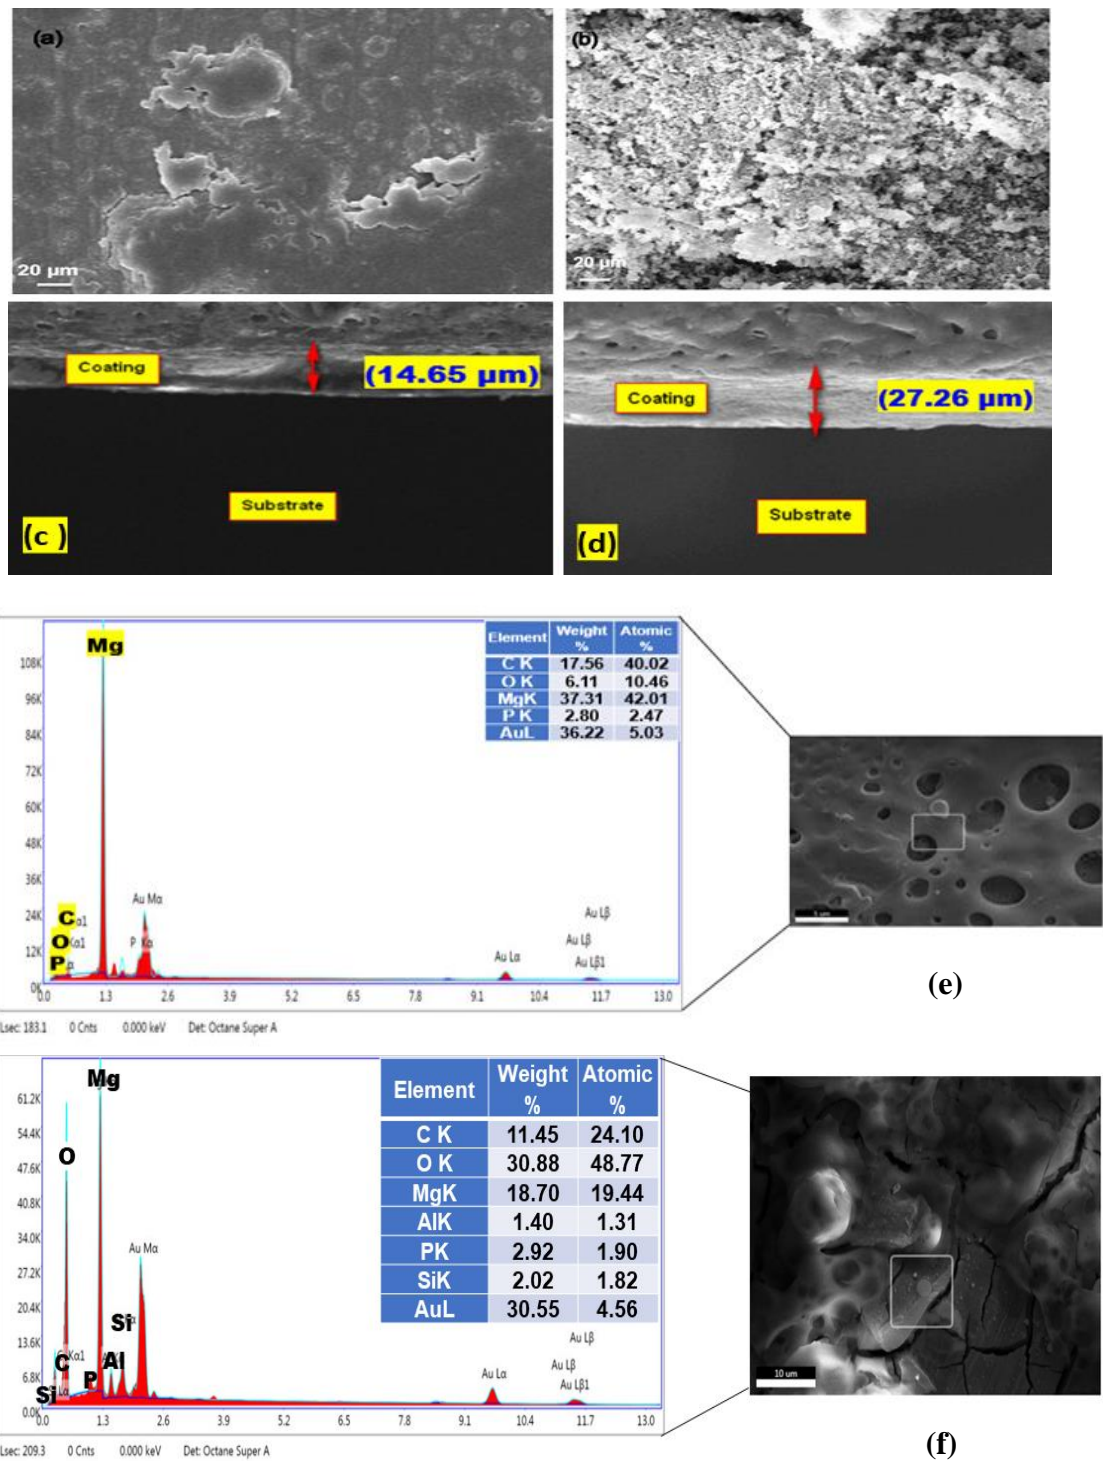 (a)
20 µm
(b)
20 µm
Coating
(14.65 µm)
Substrate
(c )
Coating
(27.26 µm)
Substrate
(d)
108K
96K
84K
72K
60K
48K
36K
24K
12K
0K
Mg
Element Weight % Atomic %
C K 17.56 40.02
O K 6.11 10.46
MgK 37.31 42.01
P K 2.80 2.47
AuL 36.22 5.03
C α1
O Kα1
P α
P Kα
Au Mα
Au Lα
Au Lβ
Au Lβ
Au Lβ1
0.0 1.3 2.6 3.9 5.2 6.5 7.8 9.1 10.4 11.7 13.0
Lsec: 183.1 0 Cnts 0.000 keV Det: Octane Super A
(e)
61.2K
54.4K
47.6K
40.8K
34.0K
27.2K
20.4K
13.6K
6.8K
0.0K
Mg
O
Element Weight % Atomic %
C K 11.45 24.10
O K 30.88 48.77
MgK 18.70 19.44
AlK 1.40 1.31
PK 2.92 1.90
SiK 2.02 1.82
AuL 30.55 4.56
Au Mα
Si
C Kα1
Al
P
Si Lα
Au Lα
Au Lβ
Au Lβ
Au Lβ1
0.0 1.3 2.6 3.9 5.2 6.5 7.8 9.1 10.4 11.7 13.0
Lsec: 209.3 0 Cnts 0.000 keV Det: Octane Super A
10 um
(f)